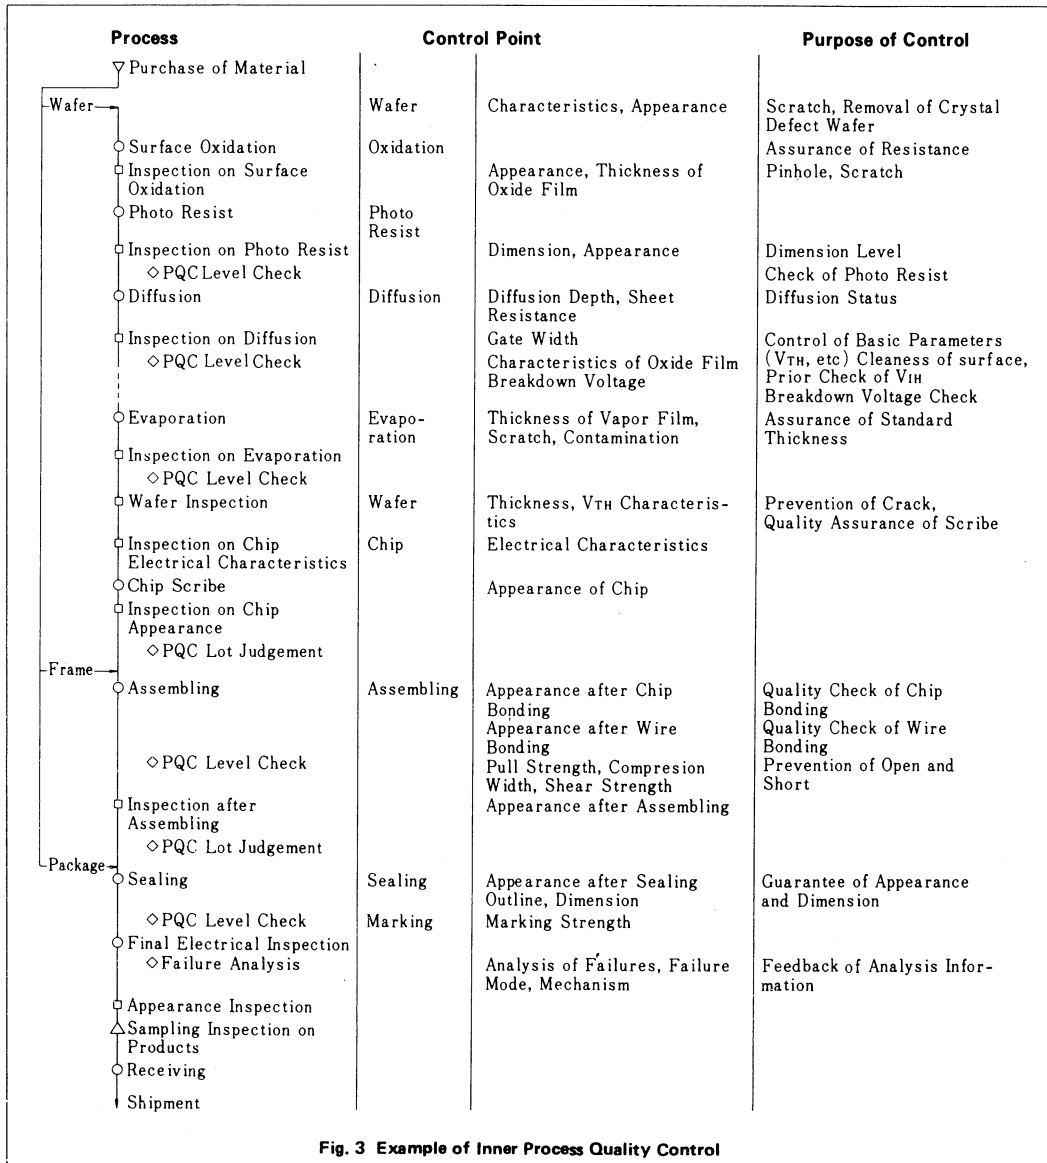 Process Control Point Purpose of Control
Purchase of Material
Wafer Wafer Characteristics, Appearance Scratch, Removal of Crystal
Defect Wafer
Surface Oxidation Oxidation Assurance of Resistance
Inspection on Surface Appearance, Thickness of Pinhole, Scratch
Oxidation Oxide Film
Photo Resist Photo
Resist
Inspection on Photo Resist Dimension, Appearance Dimension Level
◇PQC Level Check Check of Photo Resist
Diffusion Diffusion Diffusion Depth, Sheet Diffusion Status
Resistance
Inspection on Diffusion Gate Width Control of Basic Parameters
◇PQC Level Check Characteristics of Oxide Film (VTH, etc) Cleaness of surface,
Breakdown Voltage Prior Check of VIH
Breakdown Voltage Check
Evaporation Evapo- Thickness of Vapor Film, Assurance of Standard
ration Scratch, Contamination Thickness
Inspection on Evaporation
◇PQC Level Check
Wafer Inspection Wafer Thickness, VTH Characteris- Prevention of Crack,
tics Quality Assurance of Scribe
Inspection on Chip Chip Electrical Characteristics
Electrical Characteristics
Chip Scribe Appearance of Chip
Inspection on Chip
Appearance
◇PQC Lot Judgement
Frame
Assembling Assembling Appearance after Chip Quality Check of Chip
Bonding Bonding
Appearance after Wire Quality Check of Wire
Bonding Bonding
◇PQC Level Check Pull Strength, Compresion Prevention of Open and
Width, Shear Strength Short
Inspection after Appearance after Assembling
Assembling
◇PQC Lot Judgement
Package
Sealing Sealing Appearance after Sealing Guarantee of Appearance
Outline, Dimension and Dimension
◇PQC Level Check Marking Marking Strength
Final Electrical Inspection
◇Failure Analysis Analysis of Failures, Failure Feedback of Analysis Infor-
Mode, Mechanism mation
Appearance Inspection
Sampling Inspection on
Products
Receiving
Shipment
Fig. 3 Example of Inner Process Quality Control